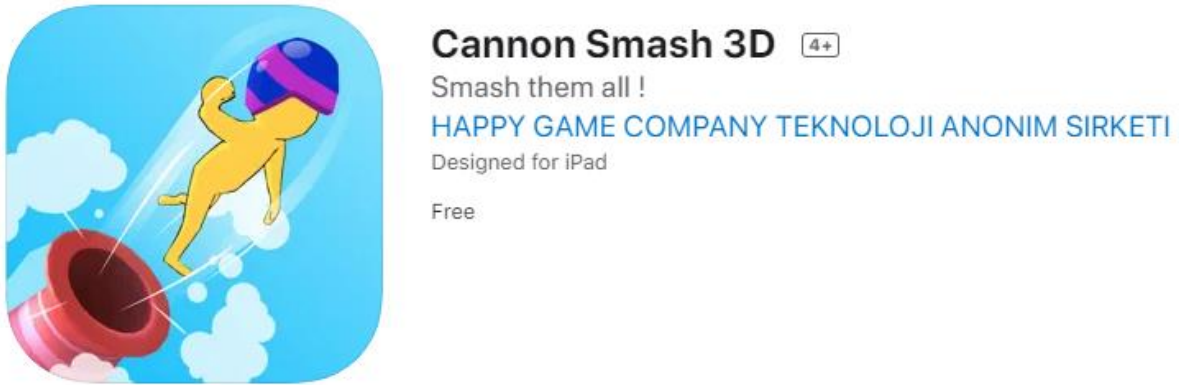 Cannon Smash 3D 4+
Smash them all !
HAPPY GAME COMPANY TEKNOLOJI ANONIM SIRKETI
Designed for iPad
Free